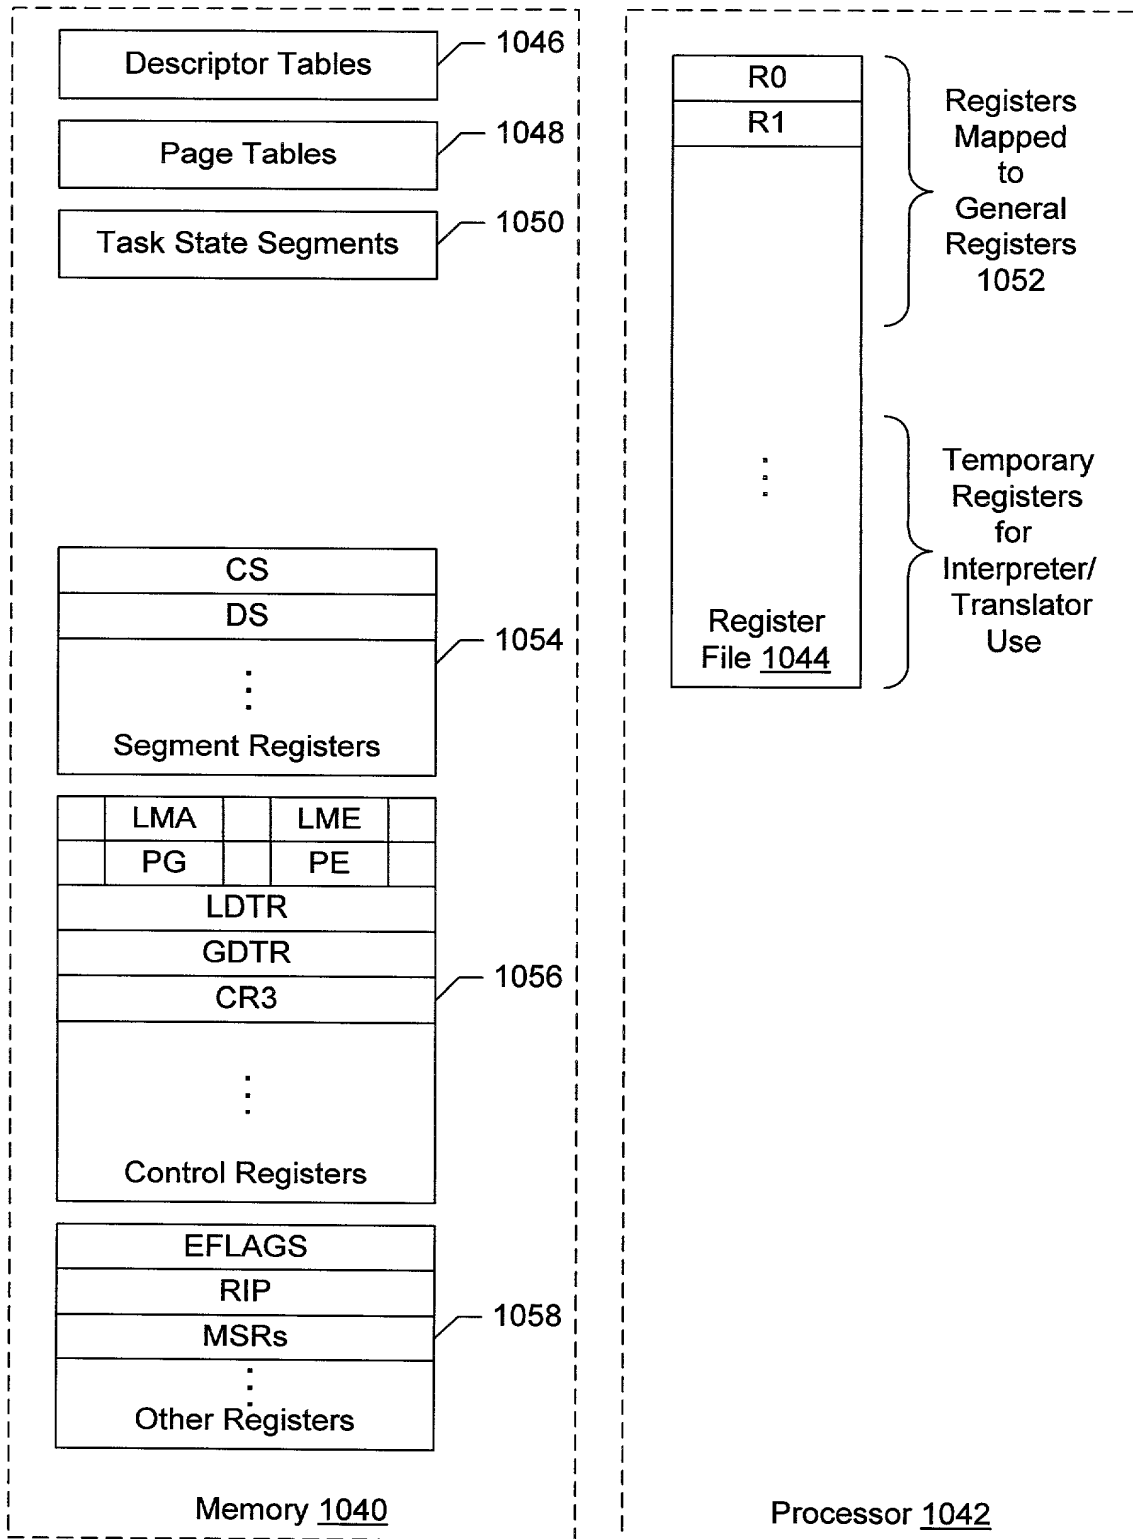 Descriptor Tables
1046
Page Tables
1048
Task State Segments
1050
CS
DS
1054
Segment Registers
LMA LME
PG PE
LDTR
GDTR
1056
CR3
Control Registers
EFLAGS
RIP
1058
MSRs
Other Registers
Memory 1040
R0
R1
Registers
Mapped
to
General
Registers
1052
Temporary
Registers
for
Interpreter/
Translator
Use
Register
File 1044
Processor 1042